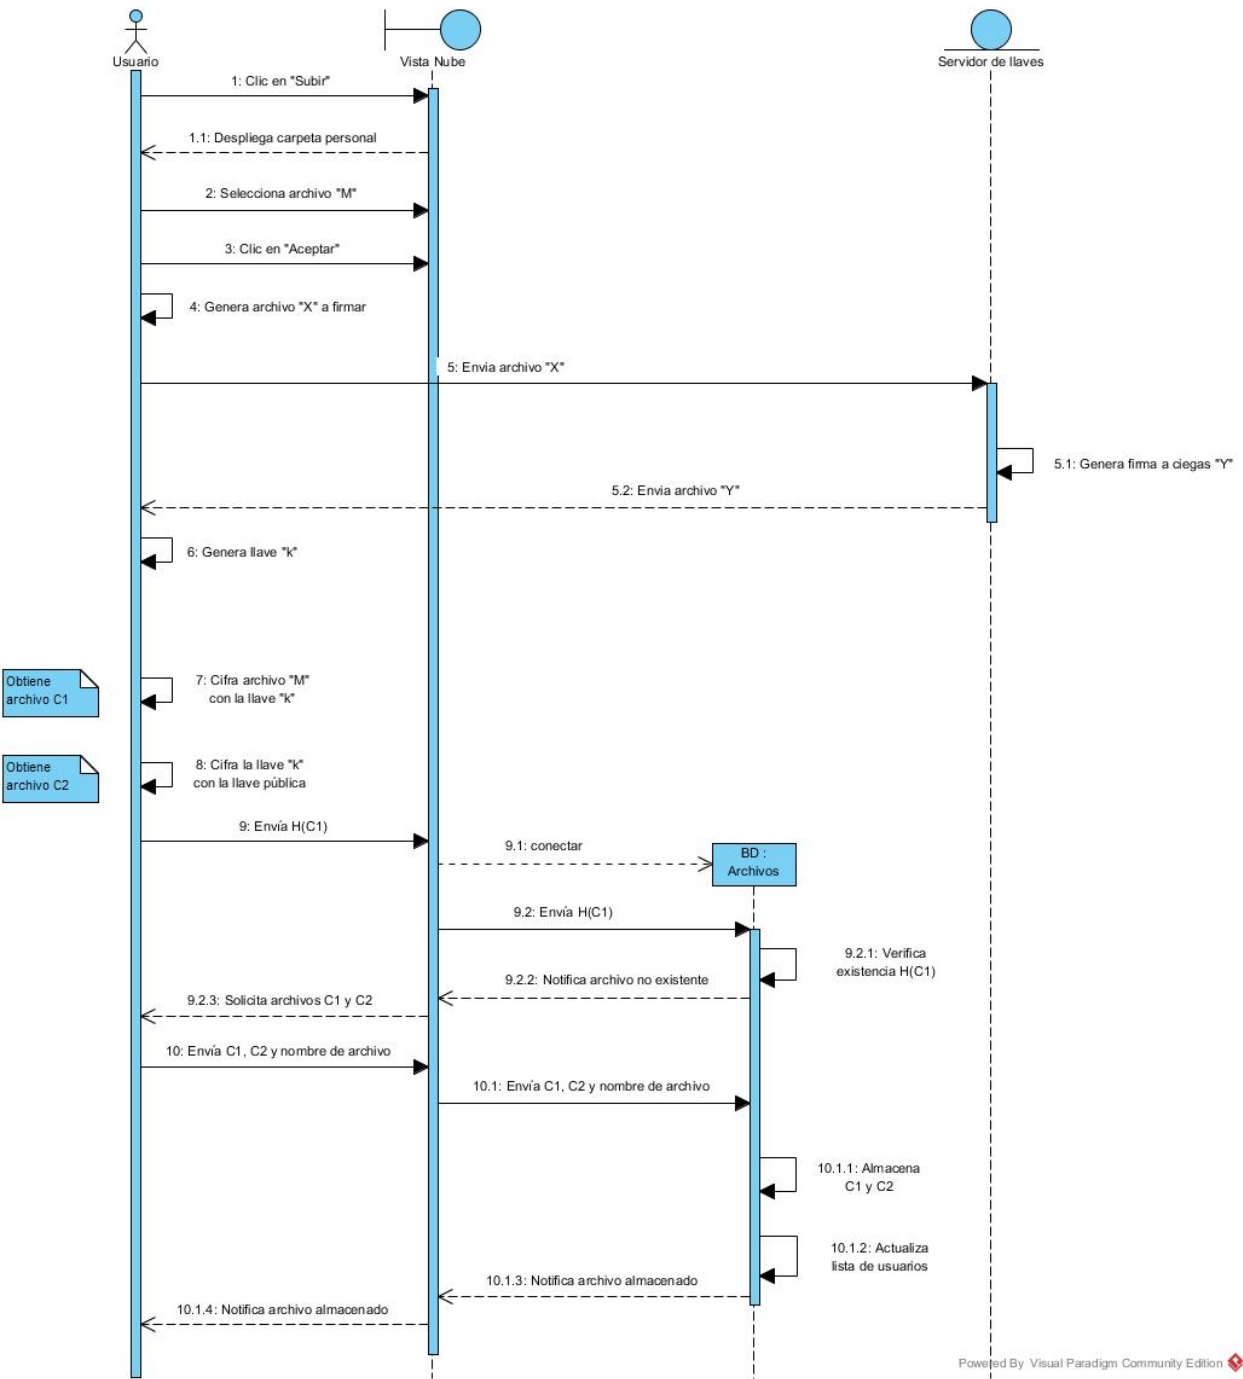 Usuario
Vista Nube
Servidor de llaves
1: Clic en "Subir"
1.1: Despliega carpeta personal
2: Selecciona archivo "M"
3: Clic en "Aceptar"
4: Genera archivo "X" a firmar
5: Envia archivo "X"
5.1: Genera firma a ciegas "Y"
5.2: Envia archivo "Y"
6: Genera llave "k"
Obtiene
archivo C1
7: Cifra archivo "M"
con la llave "k"
Obtiene
archivo C2
8: Cifra la llave "k"
con la llave pública
9: Envía H(C1)
9.1: conectar
BD :
Archivos
9.2: Envía H(C1)
9.2.1: Verifica
existencia H(C1)
9.2.2: Notifica archivo no existente
9.2.3: Solicita archivos C1 y C2
10: Envía C1, C2 y nombre de archivo
10.1: Envía C1, C2 y nombre de archivo
10.1.1: Almacena
C1 y C2
10.1.2: Actualiza
lista de usuarios
10.1.3: Notifica archivo almacenado
10.1.4: Notifica archivo almacenado
Powered By Visual Paradigm Community Edition